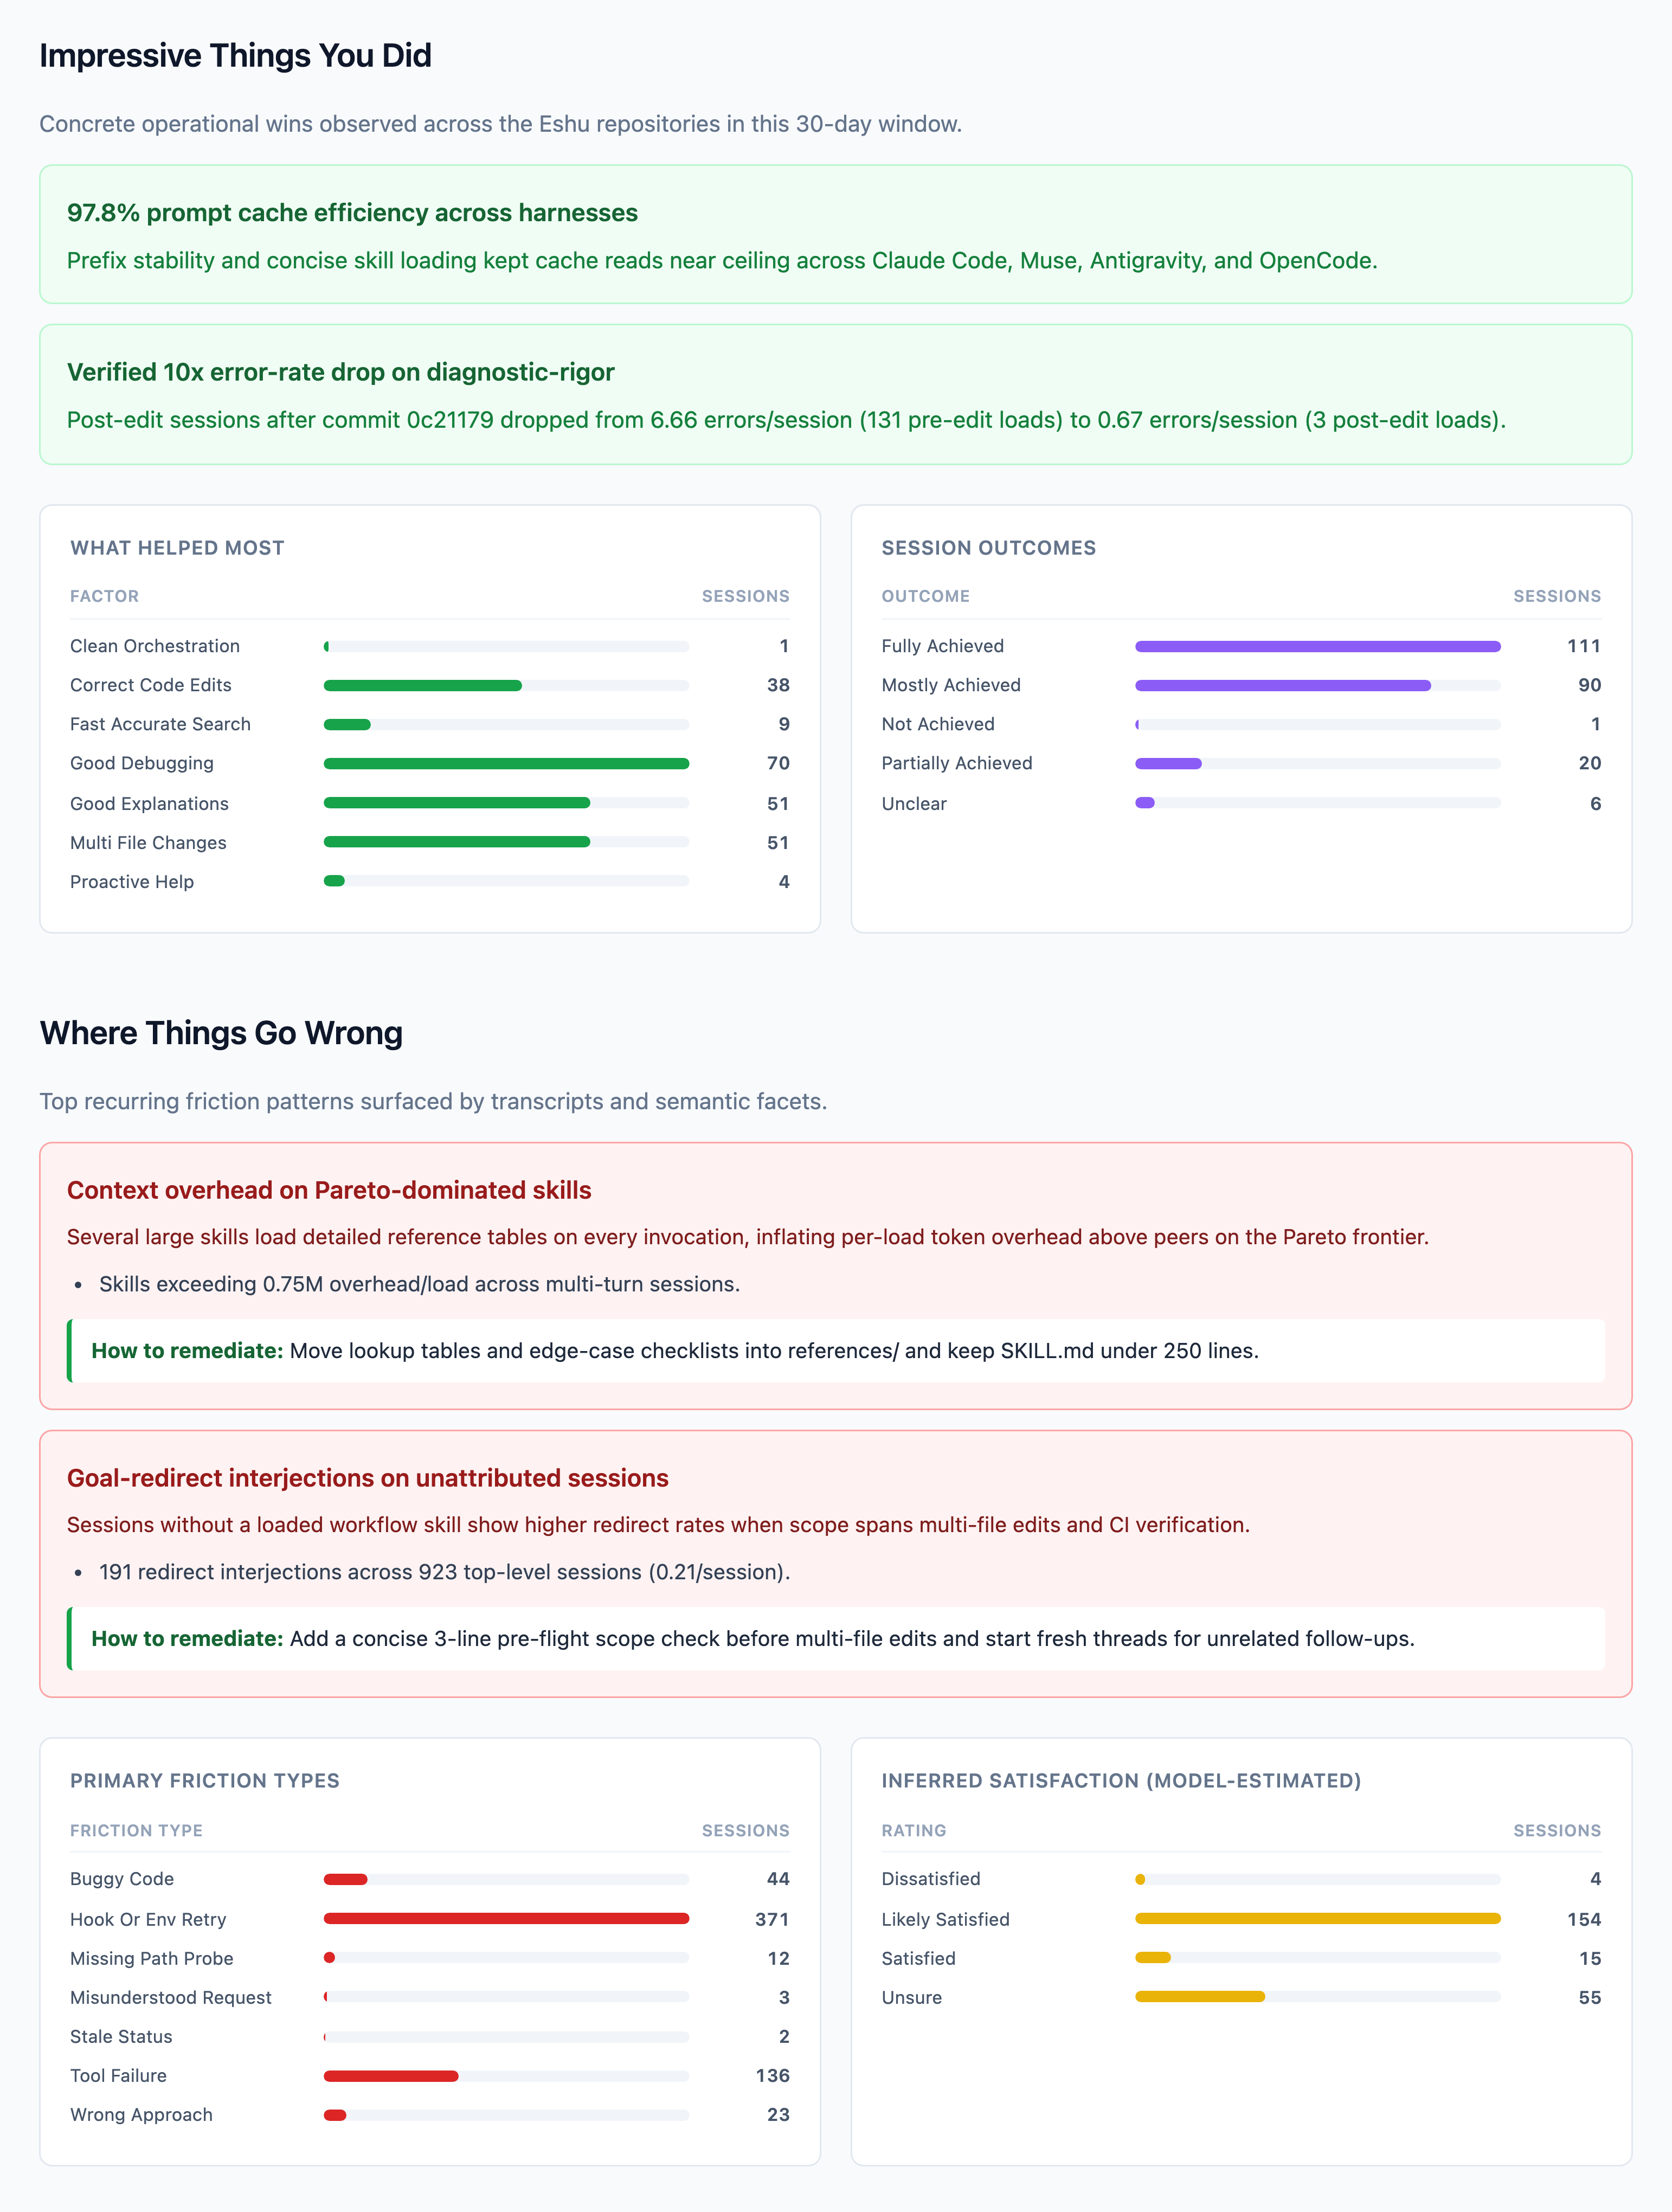 Impressive Things You Did
Concrete operational wins observed across the Eshu repositories in this 30-day window.
97.8% prompt cache efficiency across harnesses
Prefix stability and concise skill loading kept cache reads near ceiling across Claude Code, Muse, Antigravity, and OpenCode.
Verified 10x error-rate drop on diagnostic-rigor
Post-edit sessions after commit 0c21179 dropped from 6.66 errors/session (131 pre-edit loads) to 0.67 errors/session (3 post-edit loads).
WHAT HELPED MOST
FACTOR SESSIONS
Clean Orchestration 1
Correct Code Edits 38
Fast Accurate Search 9
Good Debugging 70
Good Explanations 51
Multi File Changes 51
Proactive Help 4
SESSION OUTCOMES
OUTCOME SESSIONS
Fully Achieved 111
Mostly Achieved 90
Not Achieved 1
Partially Achieved 20
Unclear 6
Where Things Go Wrong
Top recurring friction patterns surfaced by transcripts and semantic facets.
Context overhead on Pareto-dominated skills
Several large skills load detailed reference tables on every invocation, inflating per-load token overhead above peers on the Pareto frontier.
• Skills exceeding 0.75M overhead/load across multi-turn sessions.
How to remediate: Move lookup tables and edge-case checklists into references/ and keep SKILL.md under 250 lines.
Goal-redirect interjections on unattributed sessions
Sessions without a loaded workflow skill show higher redirect rates when scope spans multi-file edits and CI verification.
• 191 redirect interjections across 923 top-level sessions (0.21/session).
How to remediate: Add a concise 3-line pre-flight scope check before multi-file edits and start fresh threads for unrelated follow-ups.
PRIMARY FRICTION TYPES
FRICTION TYPE SESSIONS
Buggy Code 44
Hook Or Env Retry 371
Missing Path Probe 12
Misunderstood Request 3
Stale Status 2
Tool Failure 136
Wrong Approach 23
INFERRED SATISFACTION (MODEL-ESTIMATED)
RATING SESSIONS
Dissatisfied 4
Likely Satisfied 154
Satisfied 15
Unsure 55